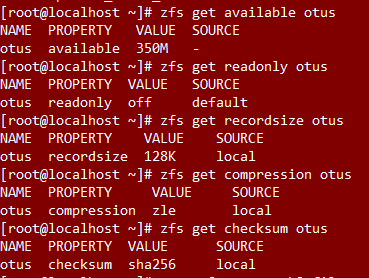 [root@localhost ~]# zfs get available otus
NAME  PROPERTY   VALUE  SOURCE
otus  available  350M   -
[root@localhost ~]# zfs get readonly otus
NAME  PROPERTY  VALUE   SOURCE
otus  readonly  off     default
[root@localhost ~]# zfs get recordsize otus
NAME  PROPERTY    VALUE    SOURCE
otus  recordsize  128K     local
[root@localhost ~]# zfs get compression otus
NAME  PROPERTY     VALUE     SOURCE
otus  compression  zle       local
[root@localhost ~]# zfs get checksum otus
NAME  PROPERTY  VALUE      SOURCE
otus  checksum  sha256     local